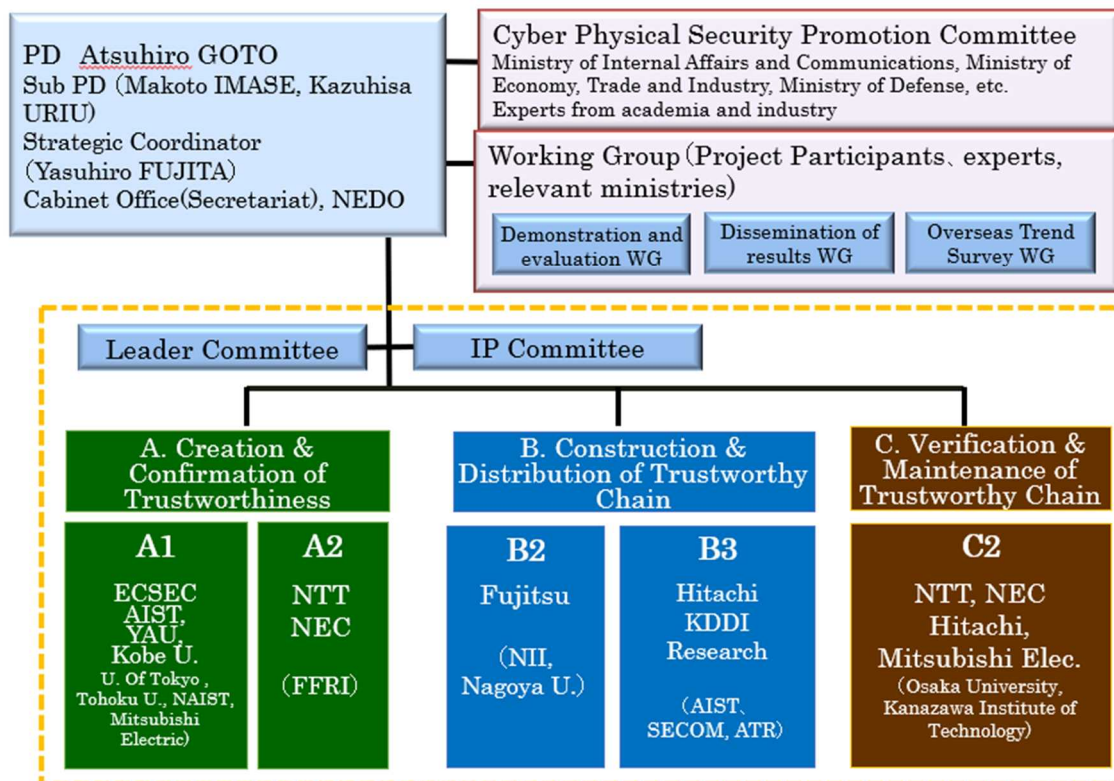 PD Atsuhiro GOTO
Sub PD (Makoto IMASE, Kazuhisa
URIU)
Strategic Coordinator
(Yasuhiro FUJITA)
Cabinet Office(Secretariat), NEDO
Cyber Physical Security Promotion Committee
Ministry of Internal Affairs and Communications, Ministry of
Economy, Trade and Industry, Ministry of Defense, etc.
Experts from academia and industry
Working Group(Project Participants、experts,
relevant ministries)
Demonstration and
evaluation WG
Dissemination of
results WG
Overseas Trend
Survey WG
Leader Committee
IP Committee
A. Creation &
Confirmation of
Trustworthiness
A1
ECSEC
AIST,
YAU,
Kobe U.
U. Of Tokyo ,
Tohoku U., NAIST,
Mitsubishi
Electric)
A2
NTT
NEC
(FFRI)
B. Construction &
Distribution of Trustworthy
Chain
B2
Fujitsu
(NII,
Nagoya U.)
B3
Hitachi
KDDI
Research
(AIST、
SECOM, ATR)
C. Verification &
Maintenance of
Trustworthy Chain
C2
NTT, NEC
Hitachi,
Mitsubishi Elec.
(Osaka University,
Kanazawa Institute of
Technology)